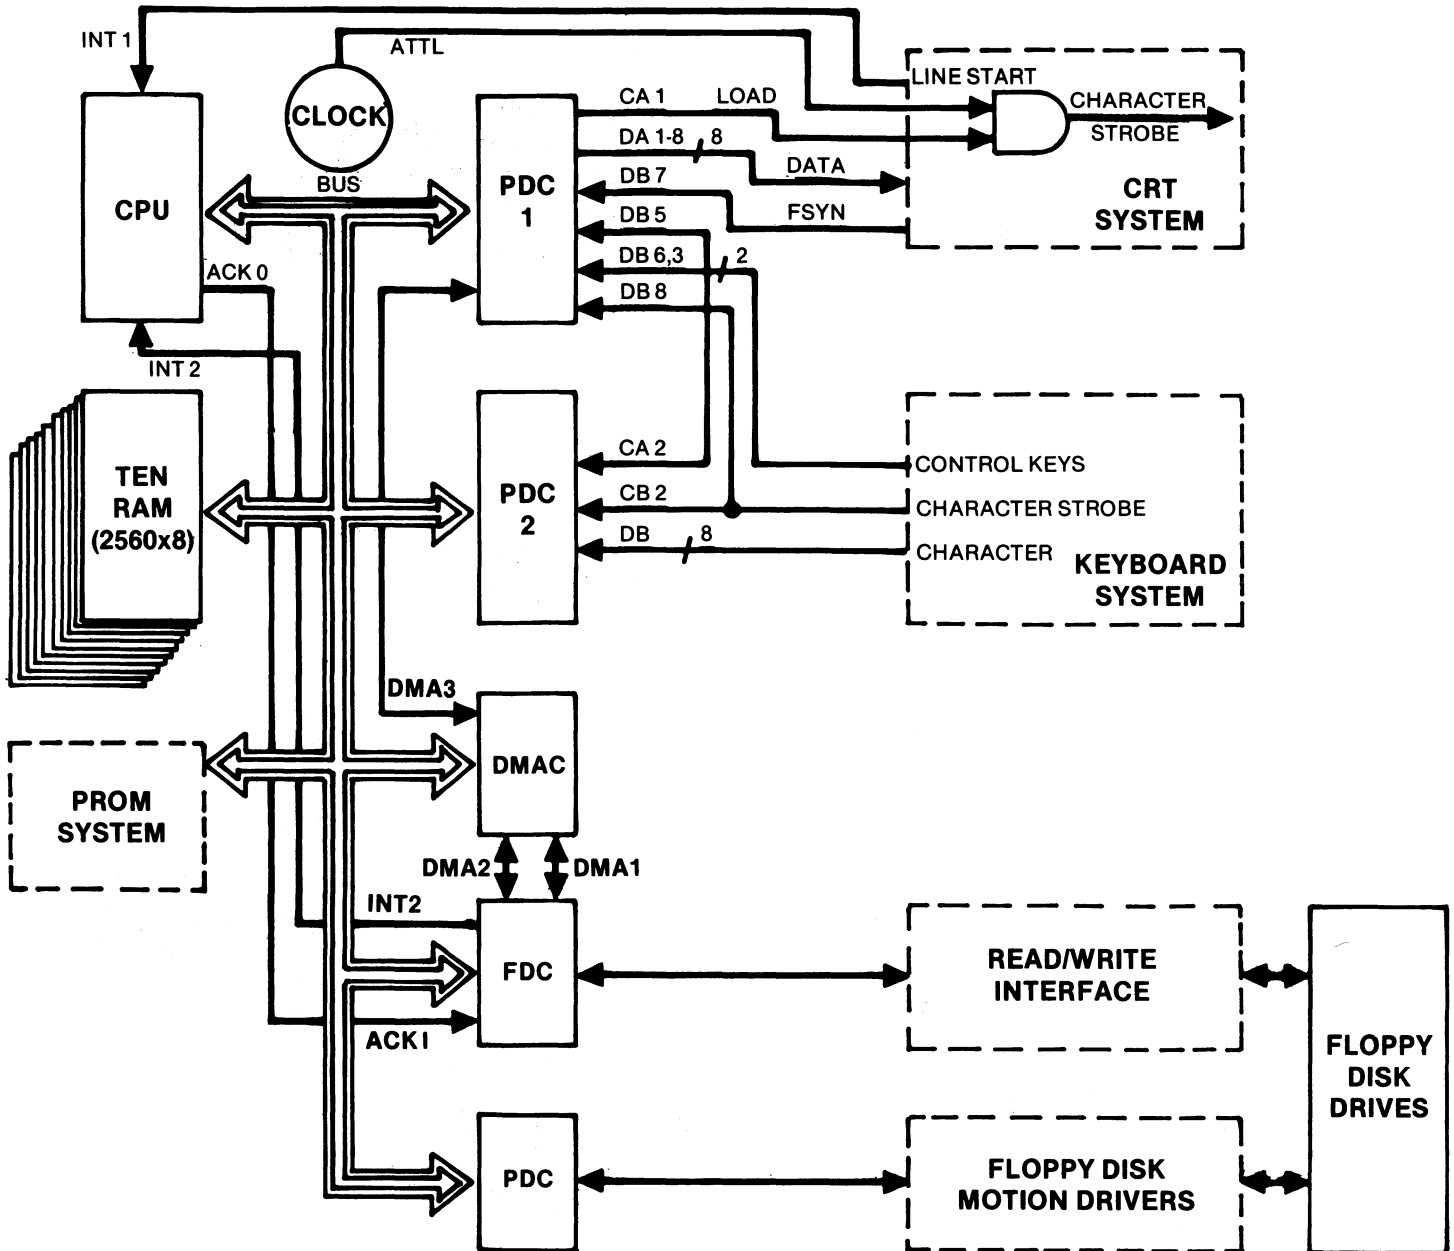 INT 1
ATTL
CLOCK
BUS
CPU
ACK 0
INT 2
PDC
1
CA 1
LOAD
DA 1-8
8
DATA
DB 7
FSYN
DB 5
DB 6,3
2
DB 8
LINE START
CHARACTER
STROBE
CRT
SYSTEM
TEN
RAM
(2560x8)
PDC
2
CA 2
CB 2
DB
8
CONTROL KEYS
CHARACTER STROBE
CHARACTER
KEYBOARD
SYSTEM
DMA3
DMAC
PROM
SYSTEM
DMA2
DMA1
INT2
FDC
ACK I
READ/WRITE
INTERFACE
FLOPPY
DISK
DRIVES
PDC
FLOPPY DISK
MOTION DRIVERS